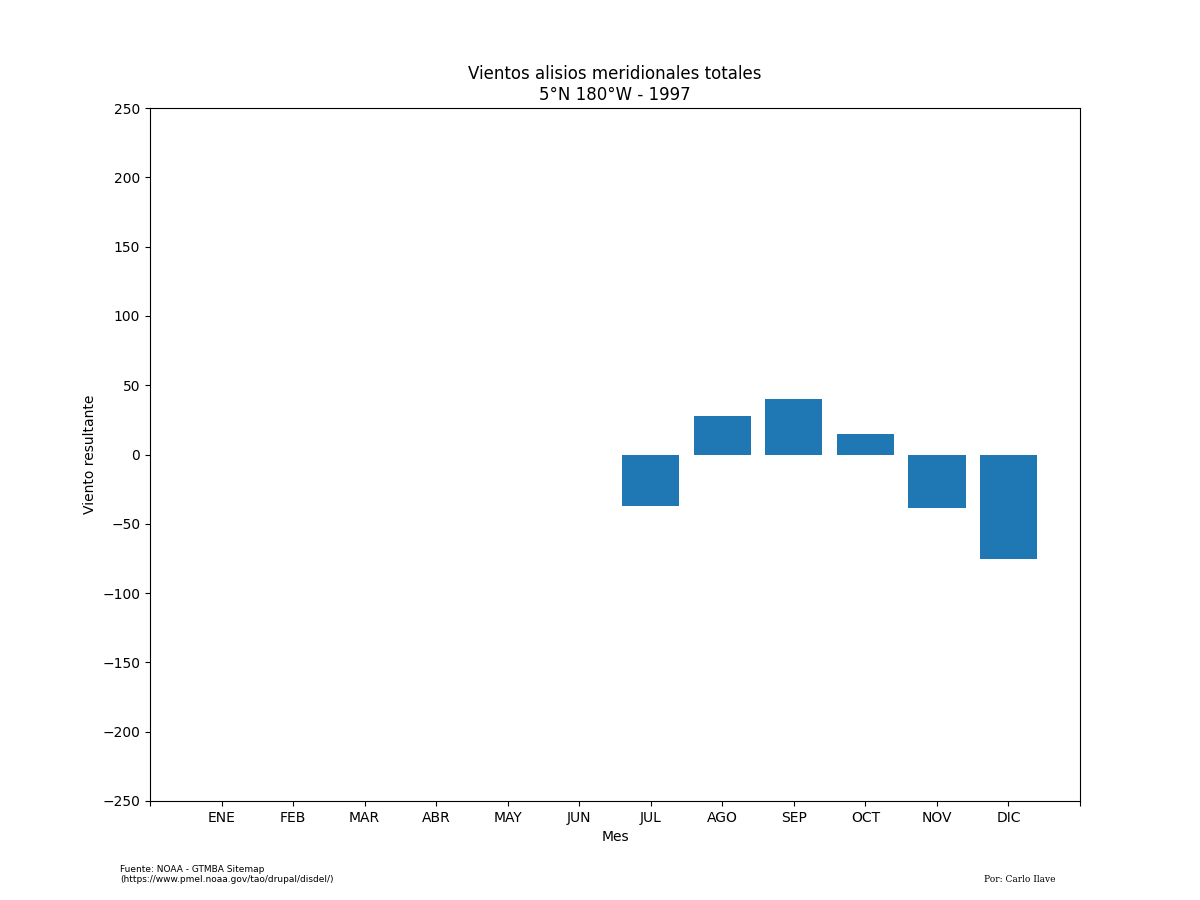 Vientos alisios meridionales totales
5°N 180°W - 1997
250
200
150
100
50
0
−50
−100
−150
−200
−250
Viento resultante
ENE FEB MAR ABR MAY JUN JUL AGO SEP OCT NOV DIC
Mes
Fuente: NOAA - GTMBA Sitemap
(https://www.pmel.noaa.gov/tao/drupal/disdel/)
Por: Carlo Ilave